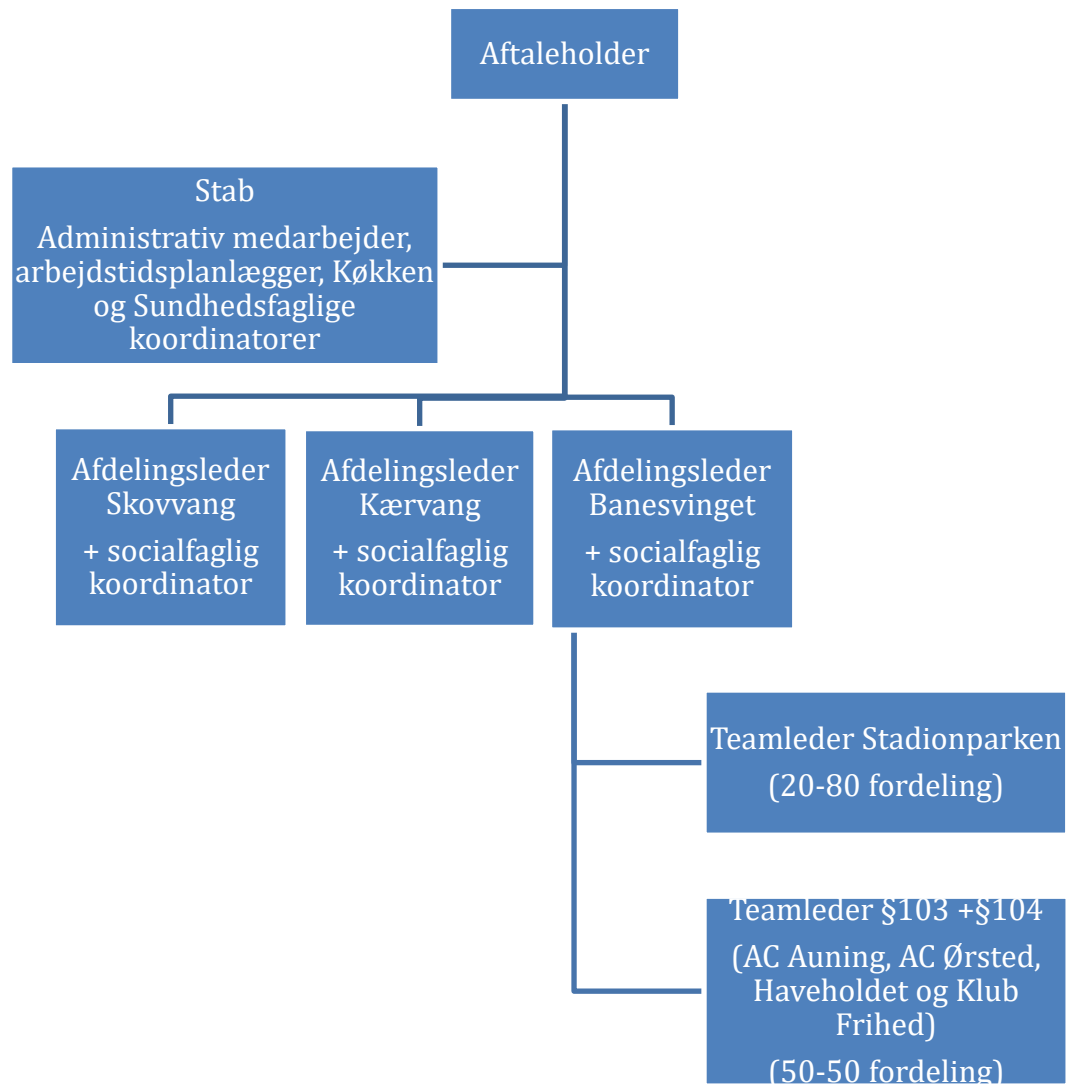 Aftaleholder
Stab
Administrativ medarbejder,
arbejdstidsplanlægger, Køkken
og Sundhedsfaglige
koordinatorer
Afdelingsleder
Skovvang
+ socialfaglig
koordinator
Afdelingsleder
Kærvang
+ socialfaglig
koordinator
Afdelingsleder
Banesvinget
+ socialfaglig
koordinator
Teamleder Stadionparken
(20-80 fordeling)
Teamleder §103 +§104
(AC Auning, AC Ørsted,
Haveholdet og Klub
Frihed)
(50-50 fordeling)